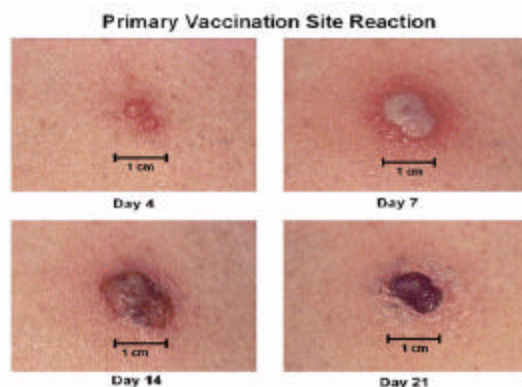 Primary Vaccination Site Reaction
1 cm
1 cm
Day 4
Day 7
1 cm
1 cm
Day 14
Day 21